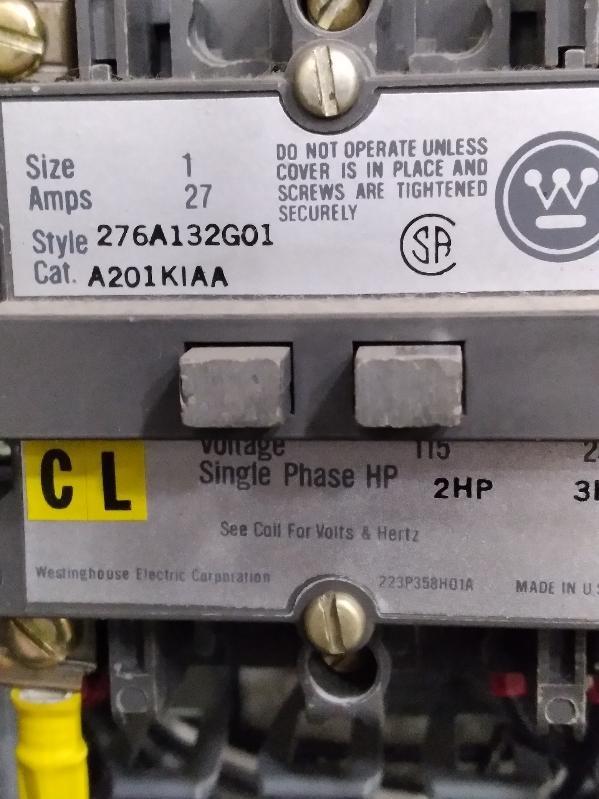 Size 1
Amps 27
Style 276A132G01
Cat. A201K1AA
DO NOT OPERATE UNLESS
COVER IS IN PLACE AND
SCREWS ARE TIGHTENED
SECURELY
SA
W
CL
Voltage 115
Single Phase HP 2HP
See Coil For Volts & Hertz
Westinghouse Electric Corporation 223P358H01A MADE IN U.S